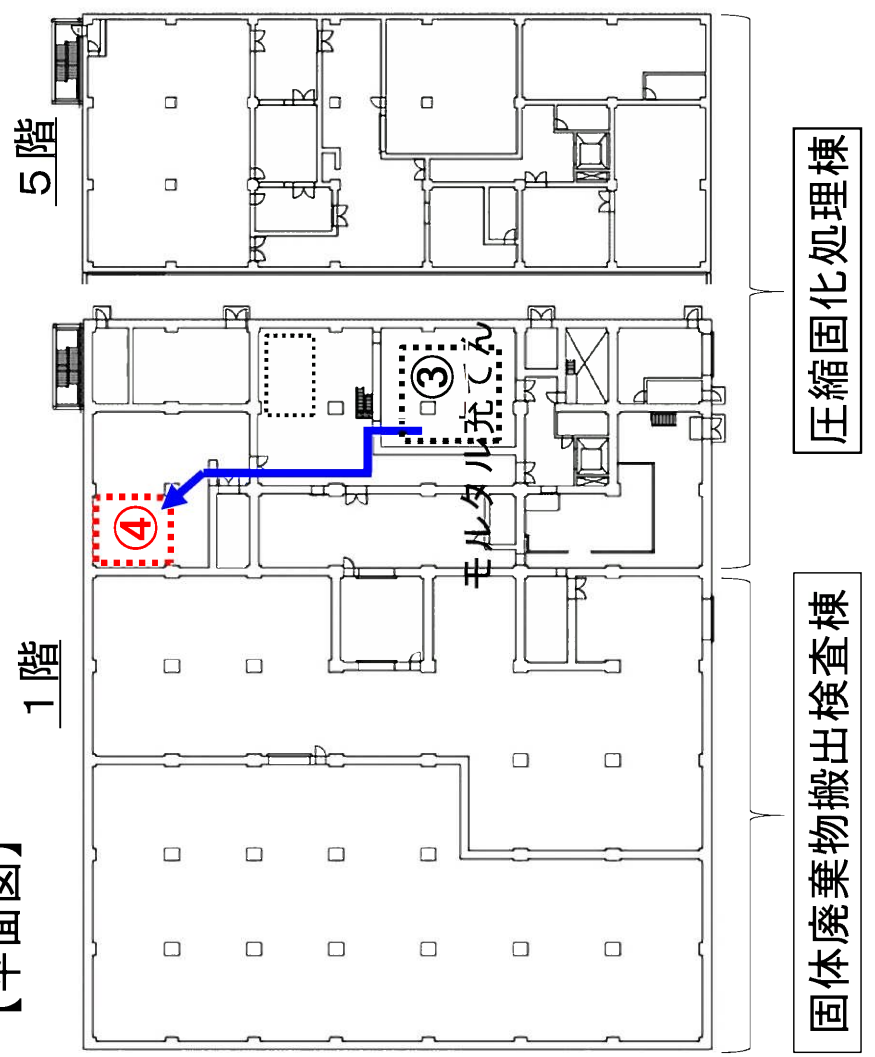 【平面図】
1階
5階
④
③
モルタル充てん
固体廃棄物搬出検査棟
圧縮固化処理棟